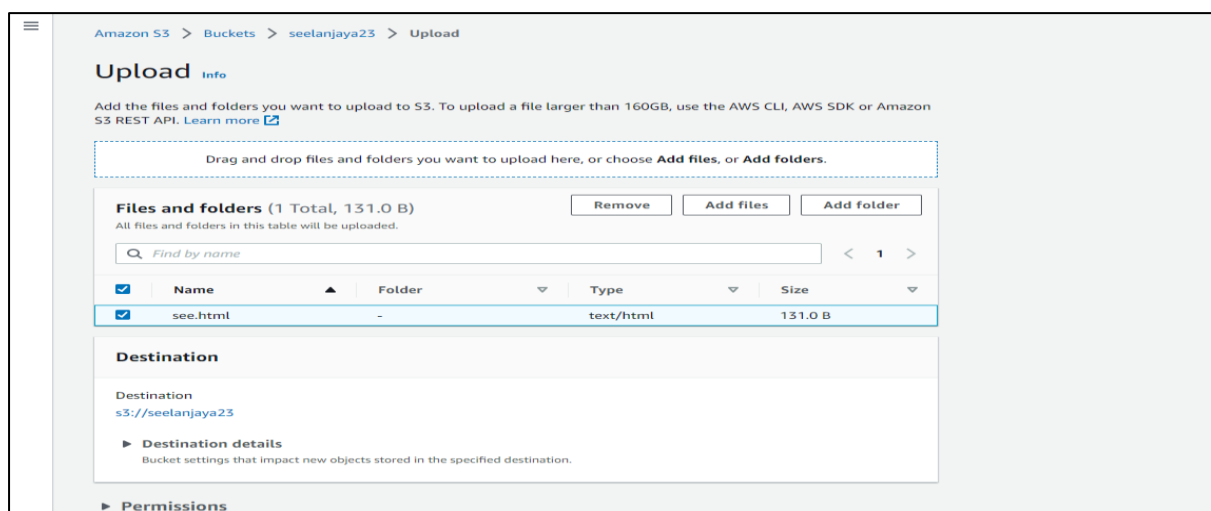 Amazon S3 > Buckets > seelanjaya23 > Upload
Upload Info
Add the files and folders you want to upload to S3. To upload a file larger than 160GB, use the AWS CLI, AWS SDK or Amazon
S3 REST API. Learn more
Drag and drop files and folders you want to upload here, or choose Add files, or Add folders.
Files and folders (1 Total, 131.0 B)
Remove
Add files
Add folder
All files and folders in this table will be uploaded.
Find by name
< 1 >
Name Folder Type Size
see.html - text/html 131.0 B
Destination
Destination
s3://seelanjaya23
Destination details
Bucket settings that impact new objects stored in the specified destination.
Permissions